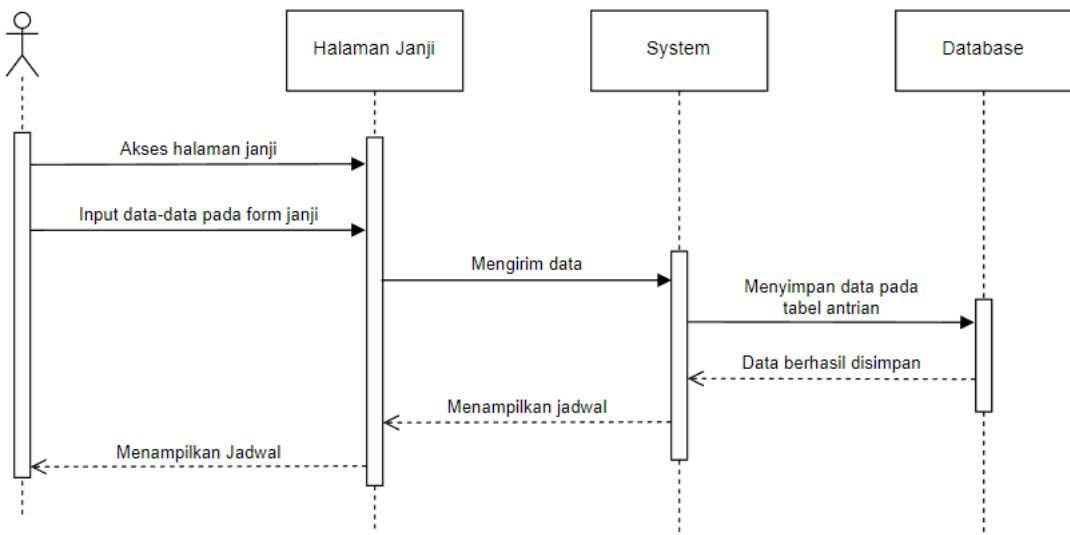 Halaman Janji
System
Database
Akses halaman janji
Input data-data pada form janji
Mengirim data
Menyimpan data pada
tabel antrian
Data berhasil disimpan
Menampilkan jadwal
Menampilkan Jadwal